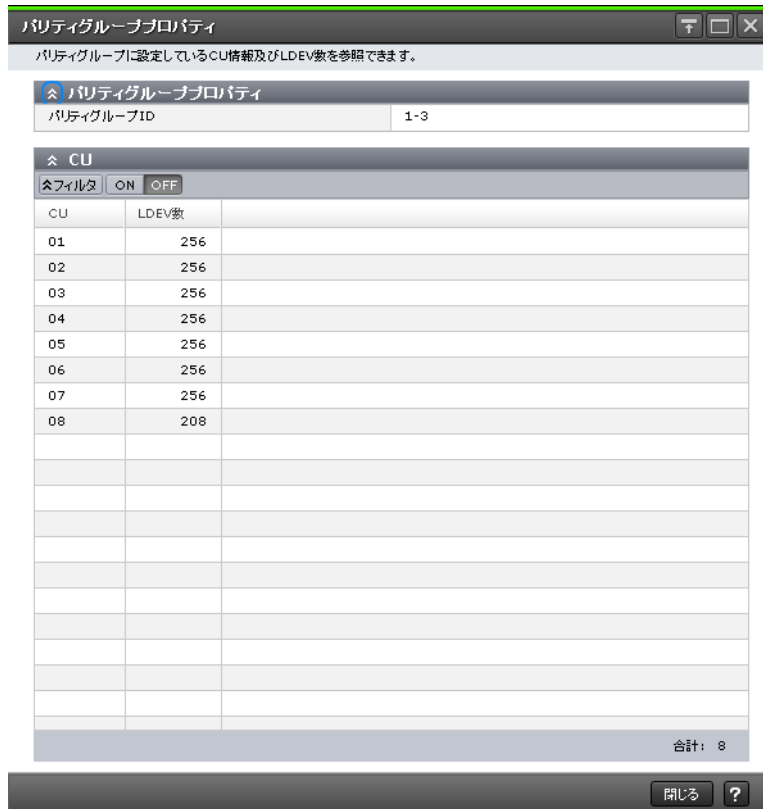 パリティグループプロパティ
パリティグループに設定しているCU情報及びLDEV数を参照できます。
パリティグループプロパティ
パリティグループID 1-3
CU
フィルタ ON OFF
CU LDEV数
01 256
02 256
03 256
04 256
05 256
06 256
07 256
08 208
合計: 8
閉じる ?